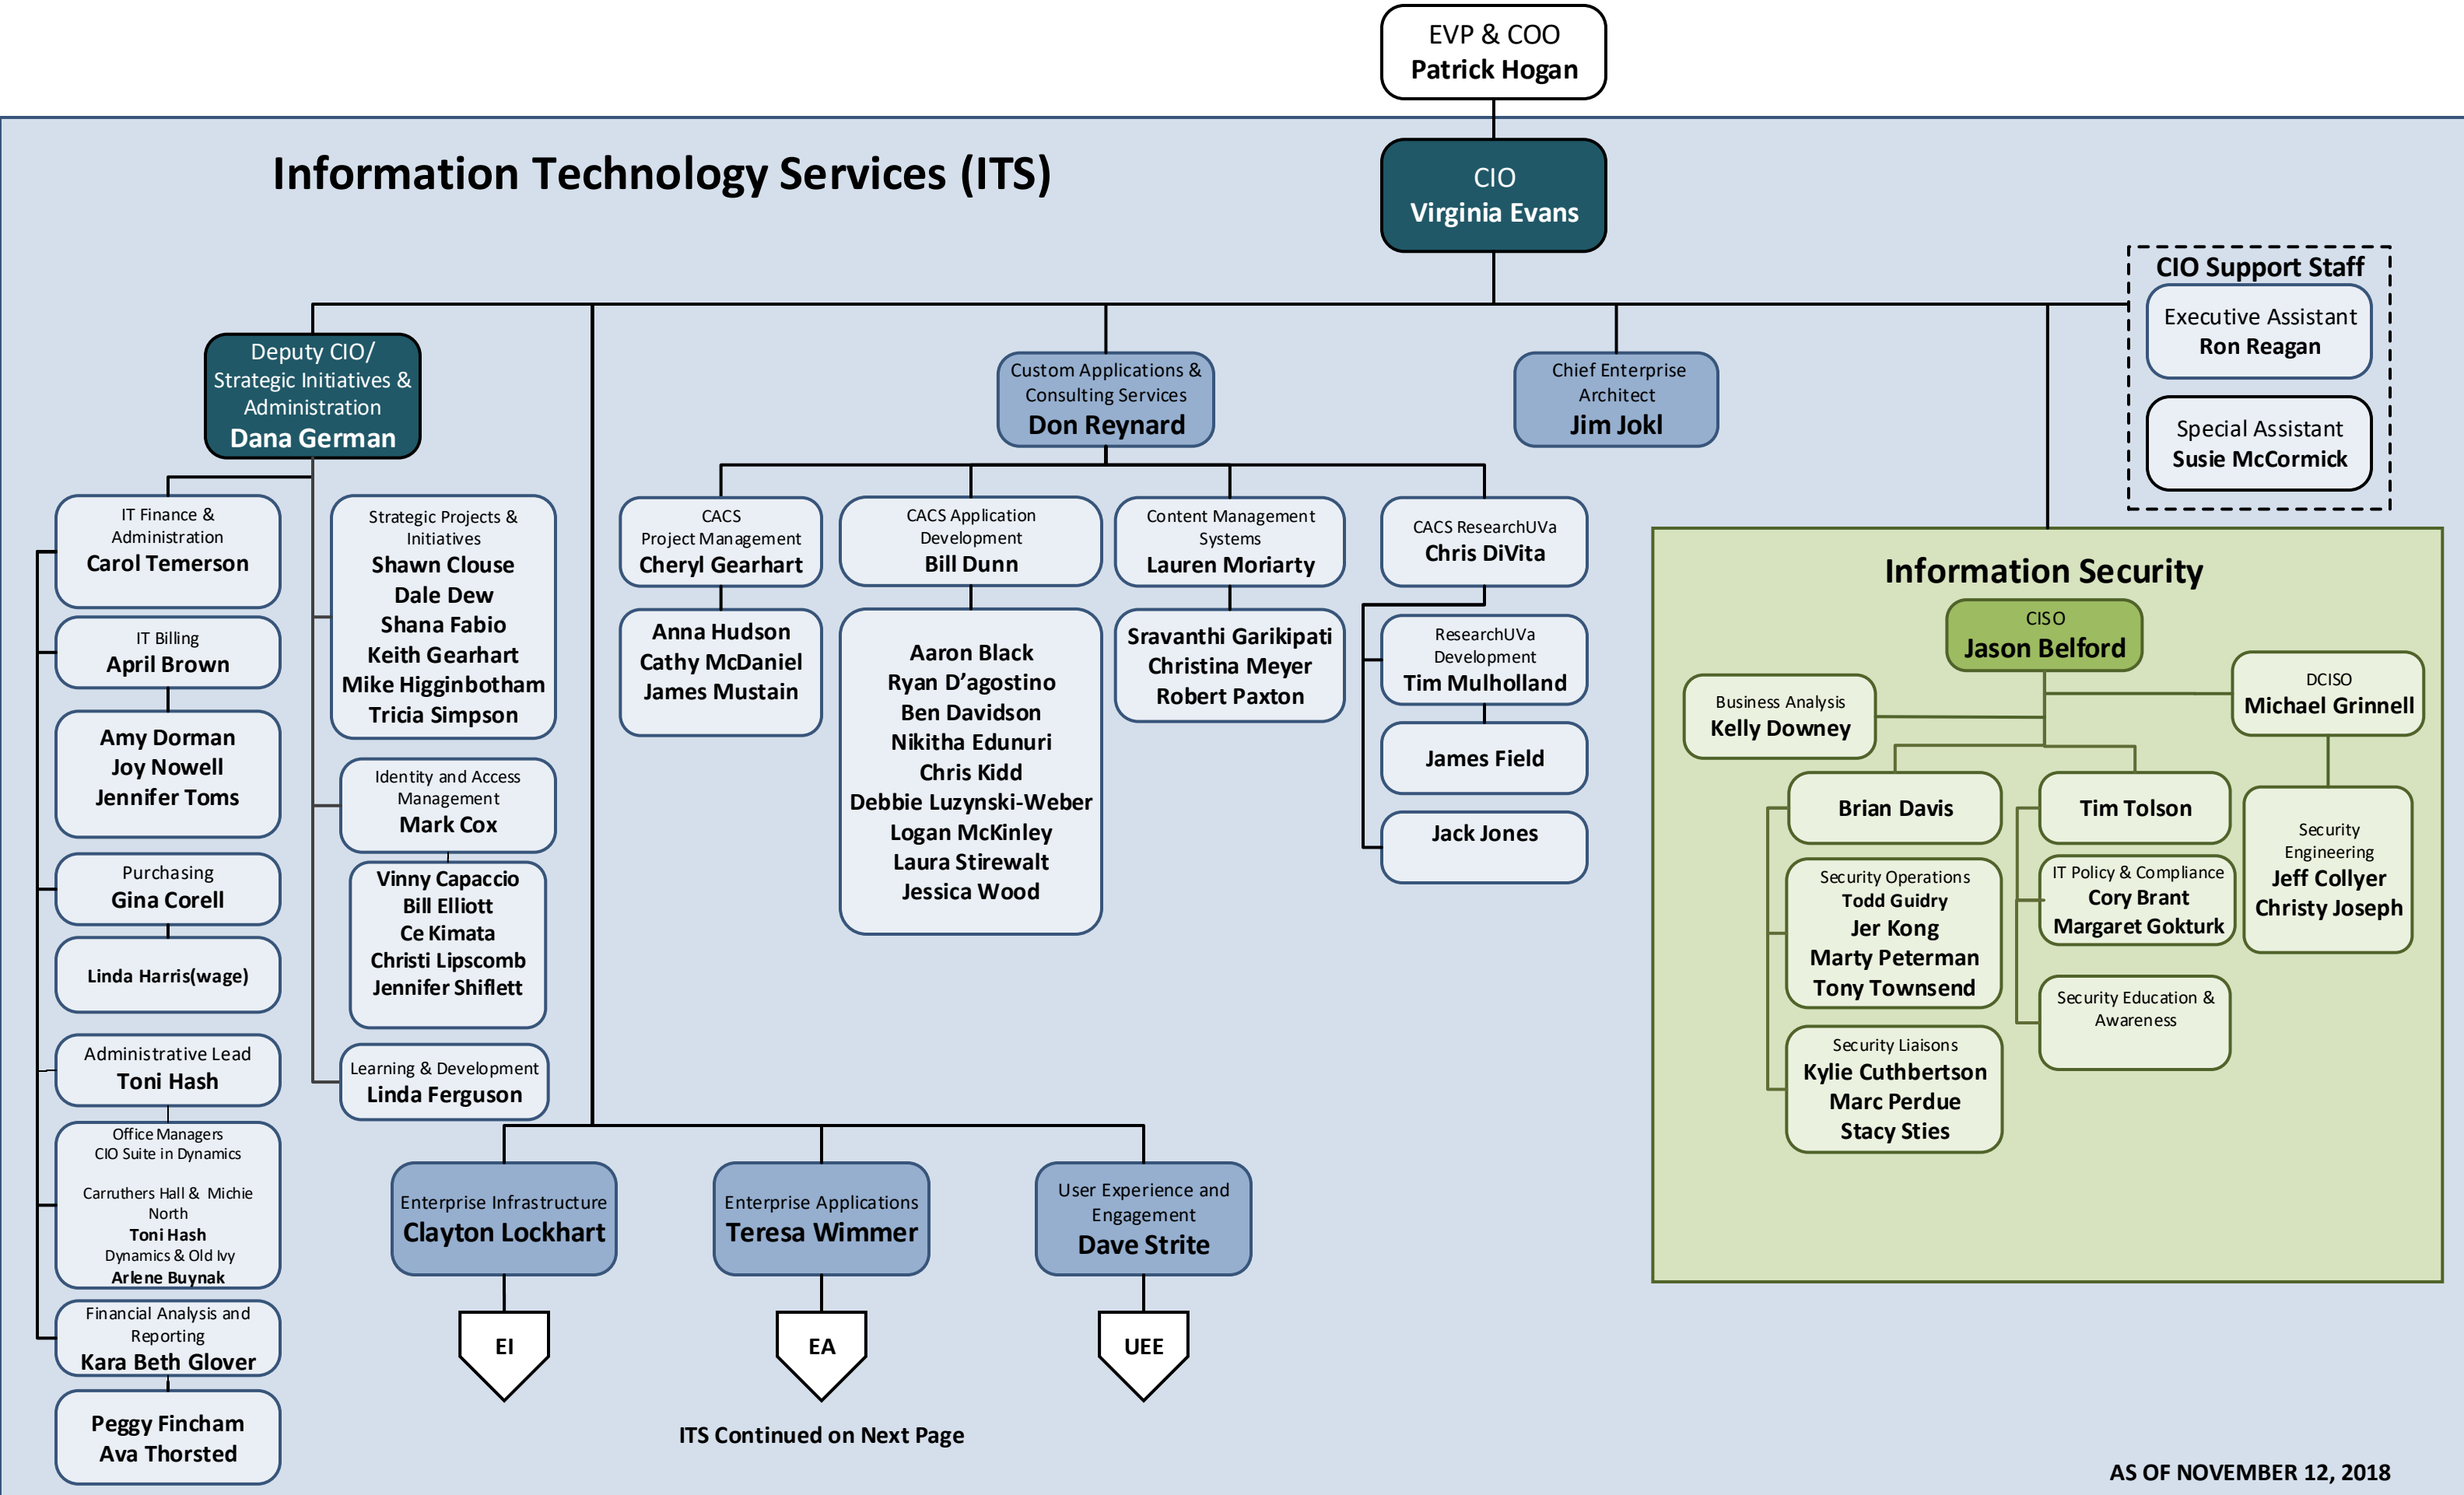 EVP & COO
Patrick Hogan
Information Technology Services (ITS)
CIO
Virginia Evans
CIO Support Staff
Executive Assistant
Ron Reagan
Special Assistant
Susie McCormick
Deputy CIO/
Strategic Initiatives &
Administration
Dana German
Custom Applications &
Consulting Services
Don Reynard
Chief Enterprise
Architect
Jim Jokl
IT Finance &
Administration
Carol Temerson
IT Billing
April Brown
Amy Dorman
Joy Nowell
Jennifer Toms
Purchasing
Gina Corell
Linda Harris(wage)
Administrative Lead
Toni Hash
Office Managers
CIO Suite in Dynamics
Carruthers Hall & Michie
North
Toni Hash
Dynamics & Old Ivy
Arlene Buynak
Financial Analysis and
Reporting
Kara Beth Glover
Peggy Fincham
Ava Thorsted
Strategic Projects &
Initiatives
Shawn Clouse
Dale Dew
Shana Fabio
Keith Gearhart
Mike Higginbotham
Tricia Simpson
Identity and Access
Management
Mark Cox
Vinny Capaccio
Bill Elliott
Ce Kimata
Christi Lipscomb
Jennifer Shiflett
Learning & Development
Linda Ferguson
CACS
Project Management
Cheryl Gearhart
Anna Hudson
Cathy McDaniel
James Mustain
CACS Application
Development
Bill Dunn
Aaron Black
Ryan D’agostino
Ben Davidson
Nikitha Edunuri
Chris Kidd
Debbie Luzynski-Weber
Logan McKinley
Laura Stirewalt
Jessica Wood
Content Management
Systems
Lauren Moriarty
Sravanthi Garikipati
Christina Meyer
Robert Paxton
CACS ResearchUVa
Chris DiVita
ResearchUVa
Development
Tim Mulholland
James Field
Jack Jones
Information Security
CISO
Jason Belford
Business Analysis
Kelly Downey
DCISO
Michael Grinnell
Brian Davis
Security Operations
Todd Guidry
Jer Kong
Marty Peterman
Tony Townsend
Security Liaisons
Kylie Cuthbertson
Marc Perdue
Stacy Sties
Tim Tolson
IT Policy & Compliance
Cory Brant
Margaret Gokturk
Security Education &
Awareness
Security
Engineering
Jeff Collyer
Christy Joseph
Enterprise Infrastructure
Clayton Lockhart
EI
Enterprise Applications
Teresa Wimmer
EA
User Experience and
Engagement
Dave Strite
UEE
ITS Continued on Next Page
AS OF NOVEMBER 12, 2018